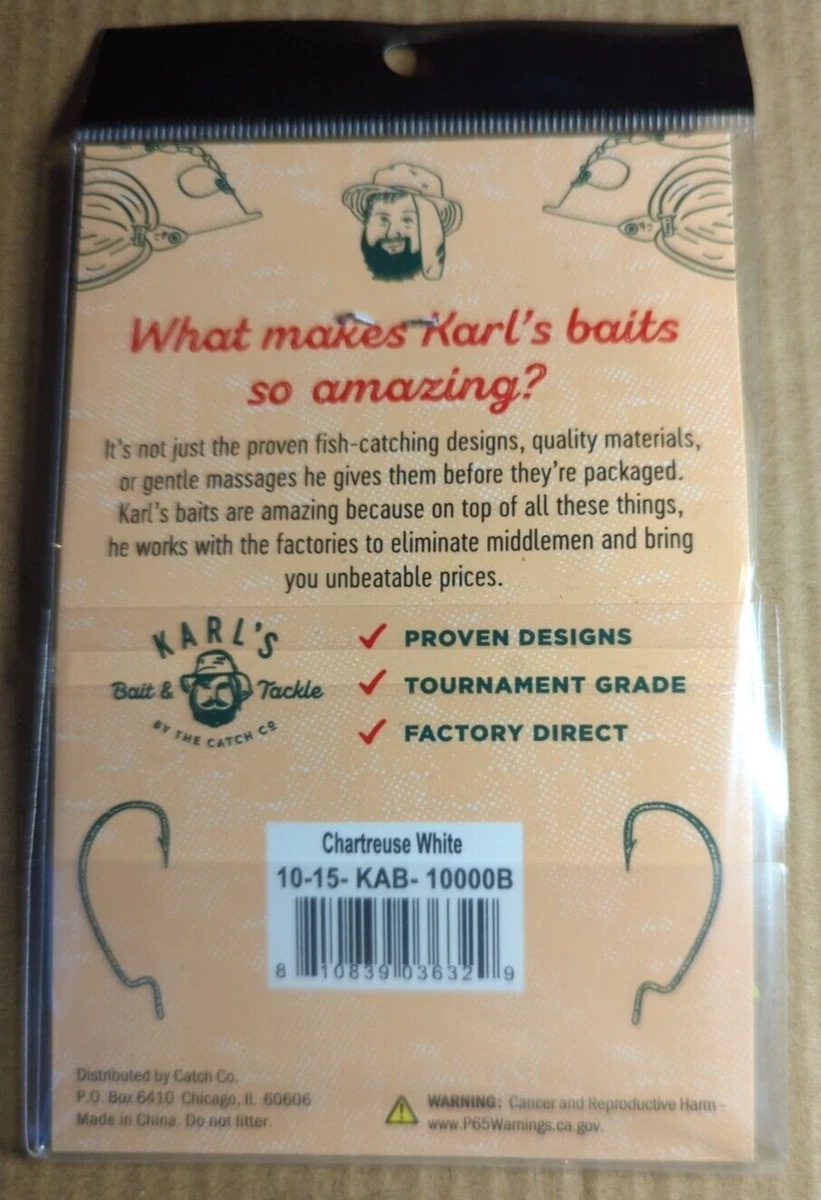 What makes Karl's baits
so amazing?
It's not just the proven fish-catching designs, quality materials,
or gentle massages he gives them before they're packaged.
Karl's baits are amazing because on top of all these things,
he works with the factories to eliminate middlemen and bring
you unbeatable prices.
KARL'S
Bait & Tackle
BY THE CATCH CO
PROVEN DESIGNS
TOURNAMENT GRADE
FACTORY DIRECT
Chartreuse White
10-15- KAB- 10000B
8 10839 03632 9
Distributed by Catch Co.
P.O. Box 6410 Chicago, IL 60606
Made in China. Do not litter.
WARNING: Cancer and Reproductive Harm -
www.P65Warnings.ca.gov.